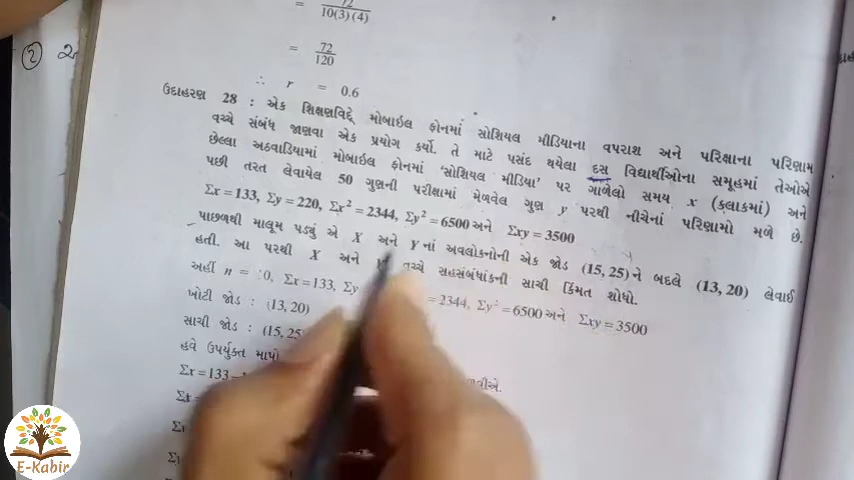 = 72
10(3)(4)
= 72
120
∴ r = 0.6
ઉદાહરણ 28 : એક શિક્ષણવિદ્દે મોબાઈલ ફોનમાં સોશિયલ મીડિયાના વપરાશ અને પરિક્ષાના પરિણામ
વચ્ચે સંબંધ જાણવા એક પ્રયોગ કર્યો. તે માટે પસંદ થયેલા દસ વિદ્યાર્થીઓના સમૂહમાં તેઓએ
છેલ્લા અઠવાડિયામાં મોબાઈલ ફોનમાં 'સોશિયલ મીડિયા' પર ગાળેલો સમય x (કલાકમાં) અને
પછી તરત લેવાયેલ 50 ગુણની પરીક્ષામાં મેળવેલ ગુણ y પરથી નીચેનાં પરિણામો મળે છે.
Σx = 133, Σy = 220, Σx² = 2344, Σy² = 6500 અને Σxy = 3500
પાછળથી માલૂમ પડ્યું એ X અને Y નાં અવલોકનોની એક જોડ (15, 25) ને બદલે (13, 20) લેવાઈ
હતી. આ પરથી X અને વચ્ચે સહસંબંધાંકની સાચી કિંમત શોધો.
અહીં n = 0, Σx = 133, Σy = 2344, Σy² = 6500 અને Σxy = 3500
ખોટી જોડ : (13, 20)
સાચી જોડ : (15, 25)
હવે ઉપર્યુક્ત માપો
Σx = 133 –
Σx =
E-Kabir